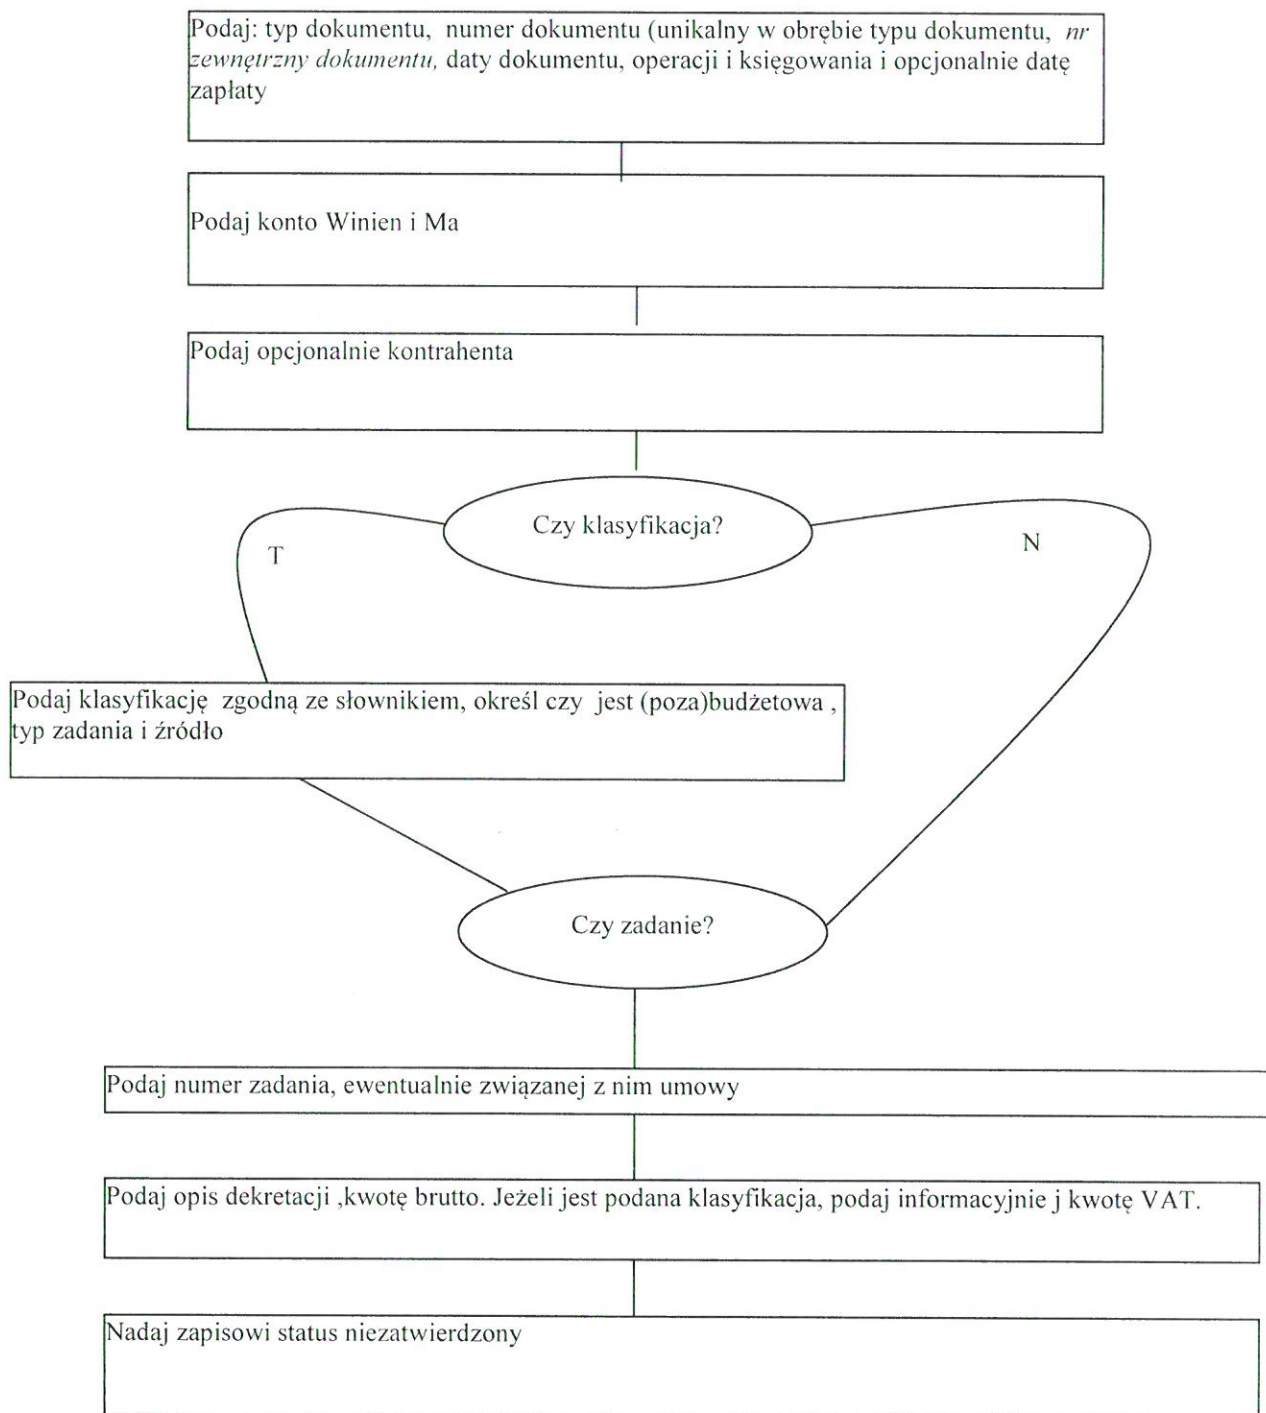 Podaj: typ dokumentu, numer dokumentu (unikalny w obrębie typu dokumentu, nr
zewnętrzny dokumentu, daty dokumentu, operacji i księgowania i opcjonalnie datę
zapłaty
Podaj konto Winien i Ma
Podaj opcjonalnie kontrahenta
Czy klasyfikacja?
T
N
Podaj klasyfikację zgodną ze słownikiem, określ czy jest (poza)budżetowa ,
typ zadania i źródło
Czy zadanie?
Podaj numer zadania, ewentualnie związanej z nim umowy
Podaj opis dekretacji ,kwotę brutto. Jeżeli jest podana klasyfikacja, podaj informacyjnie j kwotę VAT.
Nadaj zapisowi status niezatwierdzony